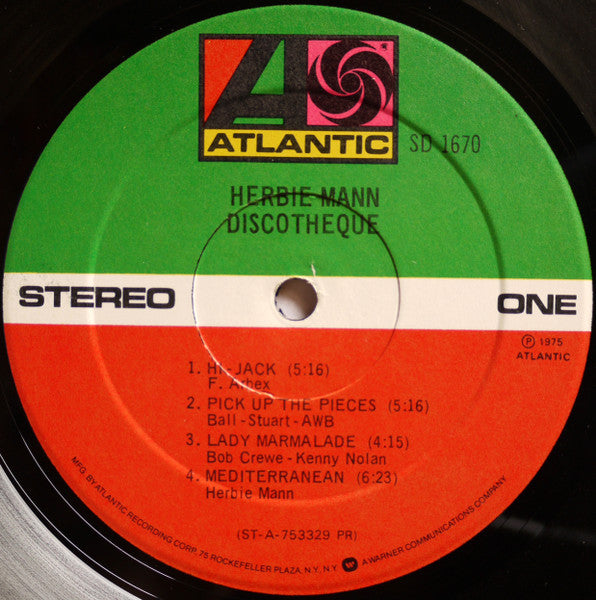 ATLANTIC
SD 1670
HERBIE MANN
DISCOTHEQUE
STEREO
ONE
Ⓟ 1975
ATLANTIC
1. HI-JACK (5:16)
F. Arbex
2. PICK UP THE PIECES (5:16)
Ball-Stuart-AWB
3. LADY MARMALADE (4:15)
Bob Crewe-Kenny Nolan
4. MEDITERRANEAN (6:23)
Herbie Mann
(ST-A-753329 PR)
MFG. BY ATLANTIC RECORDING CORP., 75 ROCKEFELLER PLAZA, N.Y., N.Y. A WARNER COMMUNICATIONS COMPANY